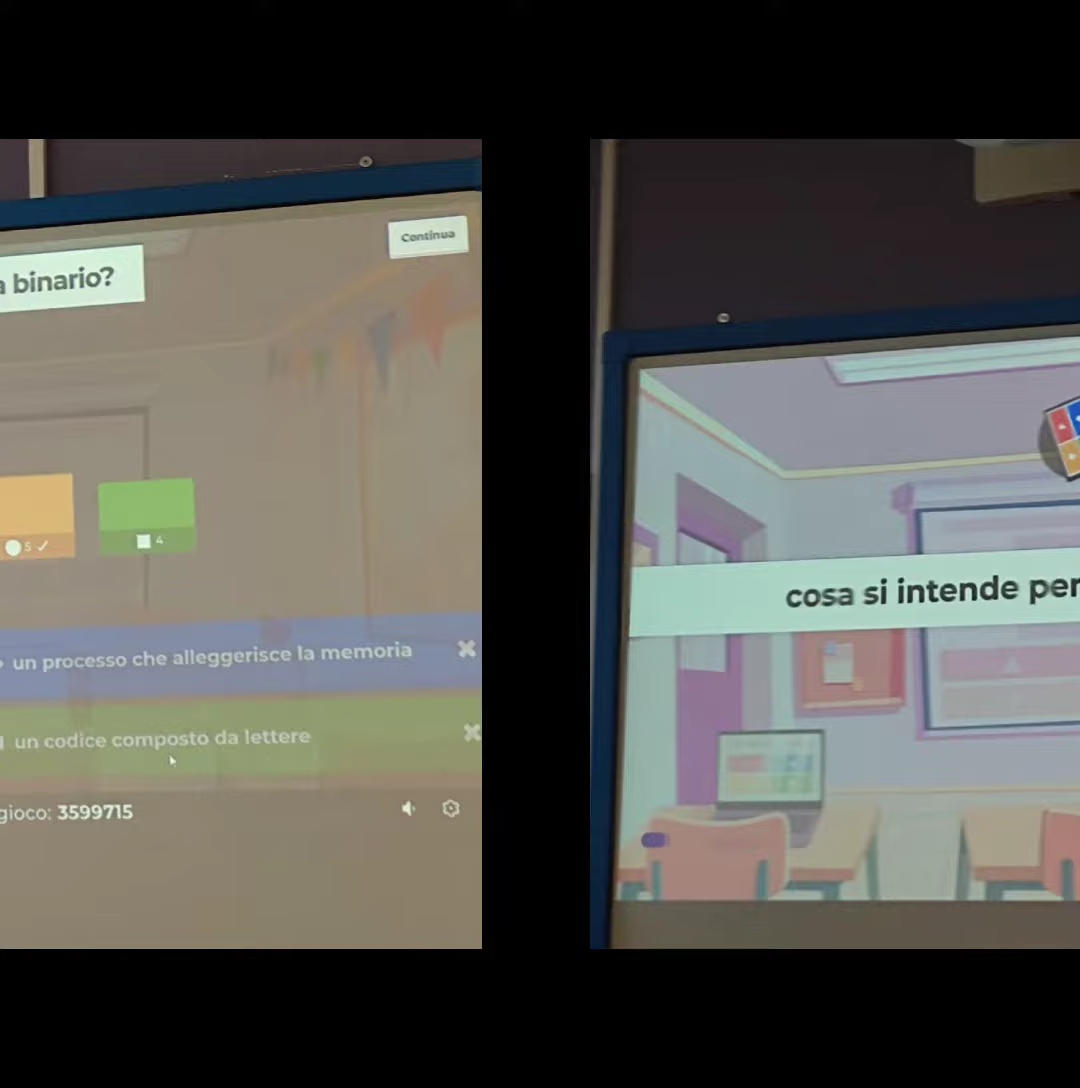 Continua
a binario?
5
4
un processo che alleggerisce la memoria
un codice composto da lettere
gioco: 3599715
cosa si intende per